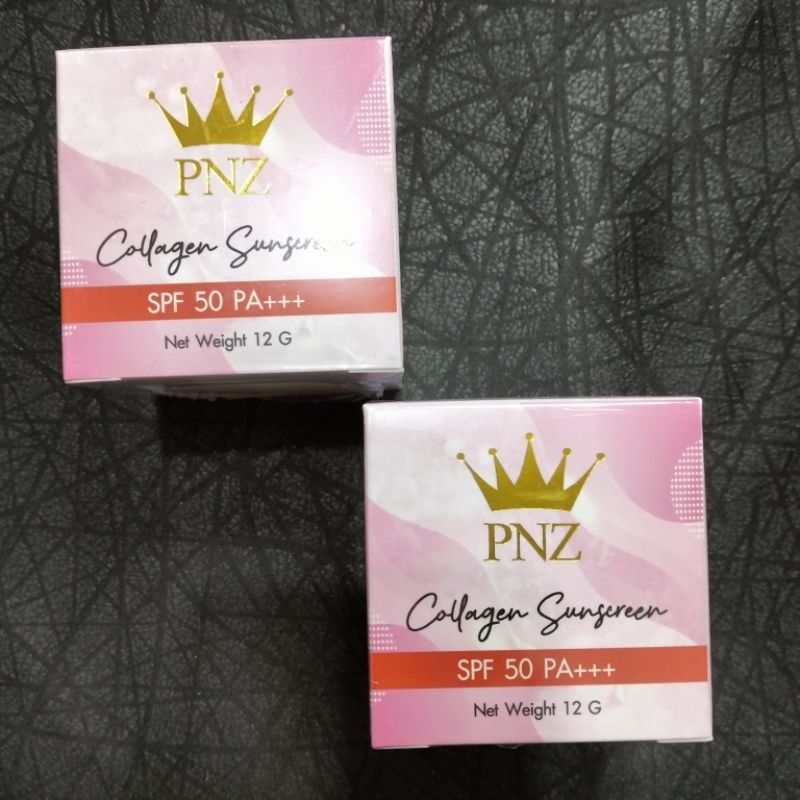 PNZ
Collagen Sunscreen
SPF 50 PA+++
Net Weight 12 G
PNZ
Collagen Sunscreen
SPF 50 PA+++
Net Weight 12 G